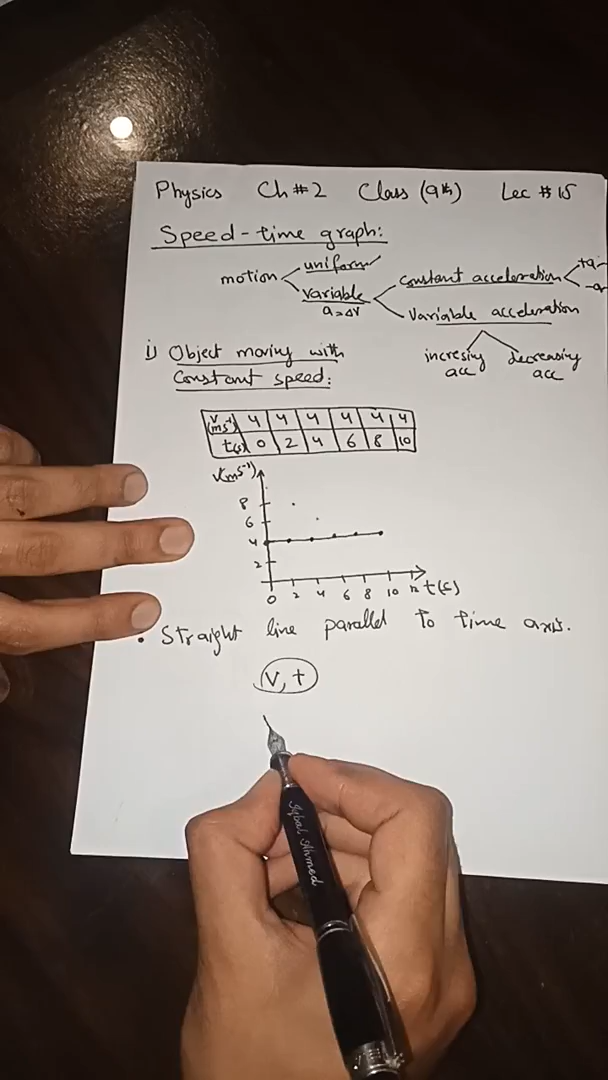 Physics Ch #2 Class (9th) Lec # 15
Speed-time graph:
motion
uniform
variable
a=ΔV
constant acceleration
+a
-a
Variable acceleration
incresing acc
decreasing acc
i) Object moving with
Constant speed:
V(ms⁻¹) 4 4 4 4 4 4
t(s) 0 2 4 6 8 10
V(ms⁻¹)
8
6
4
2
0 2 4 6 8 10 12 t(s)
• Straight line parallel to time axis.
V, t
Iqbal Ahmed